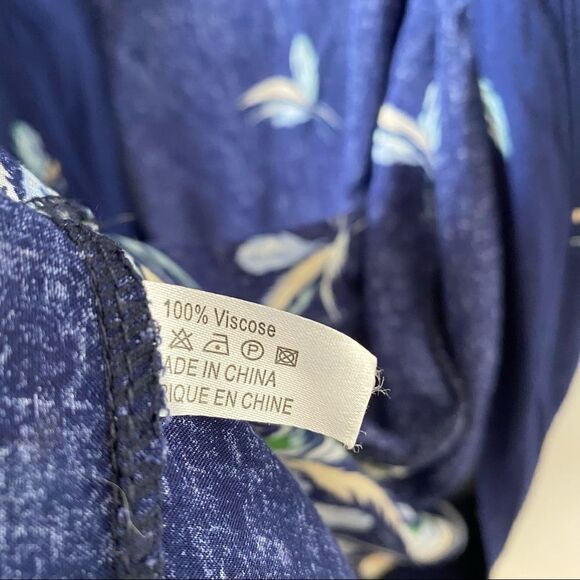 100% Viscose
P
ADE IN CHINA
RIQUE EN CHINE